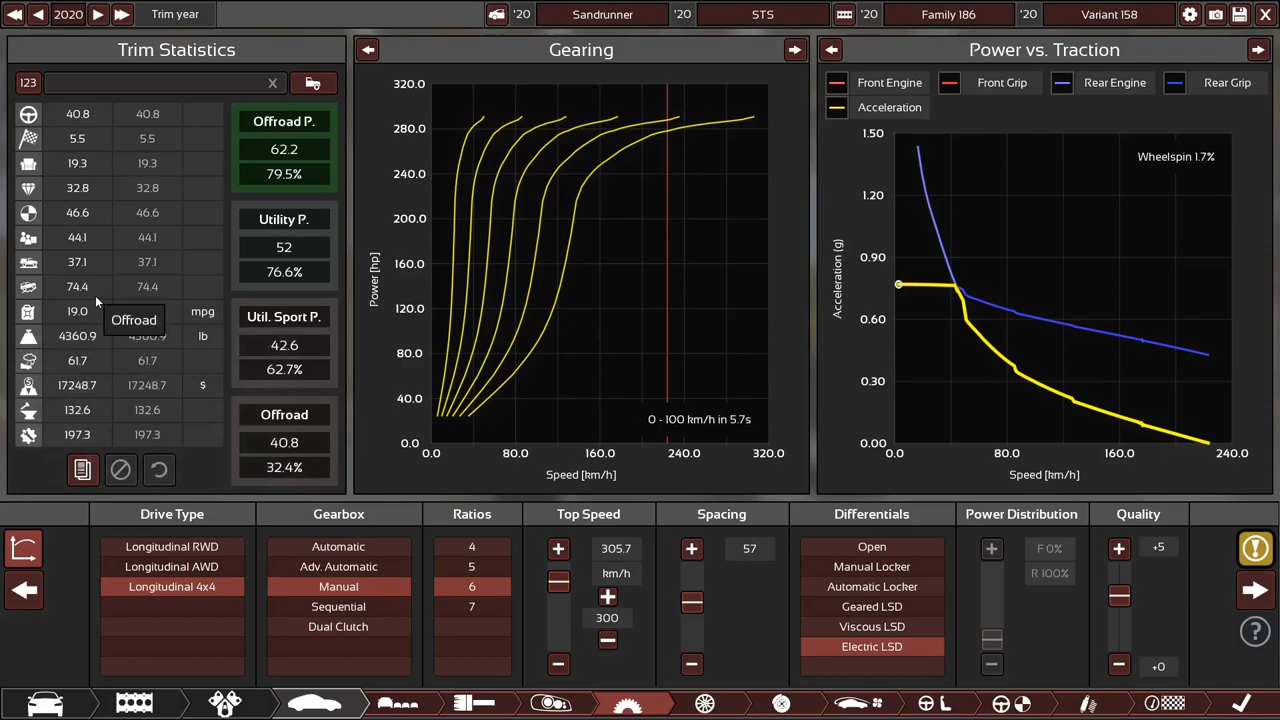 2020
Trim year
'20
Sandrunner
'20
STS
'20
Family 186
'20
Variant 158
Trim Statistics
123
40.8 40.8
5.5 5.5
19.3 19.3
32.8 32.8
46.6 46.6
44.1 44.1
37.1 37.1
74.4 74.4
19.0 mpg
Offroad
4360.9 4360.9 lb
61.7 61.7
17248.7 17248.7 $
132.6 132.6
197.3 197.3
Offroad P.
62.2
79.5%
Utility P.
52
76.6%
Util. Sport P.
42.6
62.7%
Offroad
40.8
32.4%
Gearing
320.0
280.0
240.0
200.0
160.0
120.0
80.0
40.0
0.0
Power [hp]
0 - 100 km/h in 5.7s
0.0 80.0 160.0 240.0 320.0
Speed [km/h]
Power vs. Traction
Front Engine
Front Grip
Rear Engine
Rear Grip
Acceleration
1.50
1.20
0.90
0.60
0.30
0.00
Acceleration (g)
Wheelspin 1.7%
0.0 80.0 160.0 240.0
Speed [km/h]
Drive Type
Longitudinal RWD
Longitudinal AWD
Longitudinal 4x4
Gearbox
Automatic
Adv. Automatic
Manual
Sequential
Dual Clutch
Ratios
4
5
6
7
Top Speed
305.7
km/h
300
Spacing
57
Differentials
Open
Manual Locker
Automatic Locker
Geared LSD
Viscous LSD
Electric LSD
Power Distribution
F 0%
R 100%
Quality
+5
+0